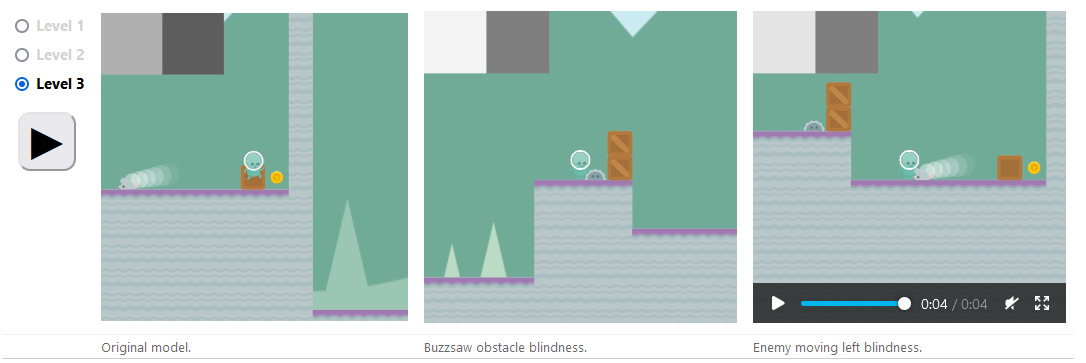 Level 1
Level 2
Level 3
0:04 / 0:04
Original model.
Buzzsaw obstacle blindness.
Enemy moving left blindness.